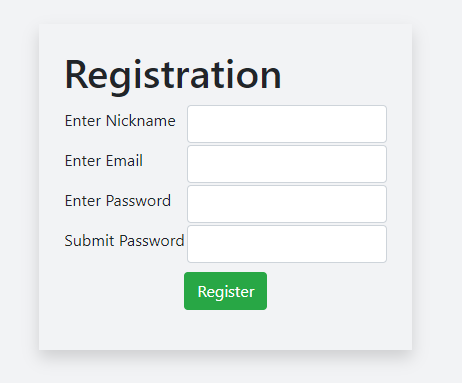 Registration
Enter Nickname
Enter Email
Enter Password
Submit Password
Register